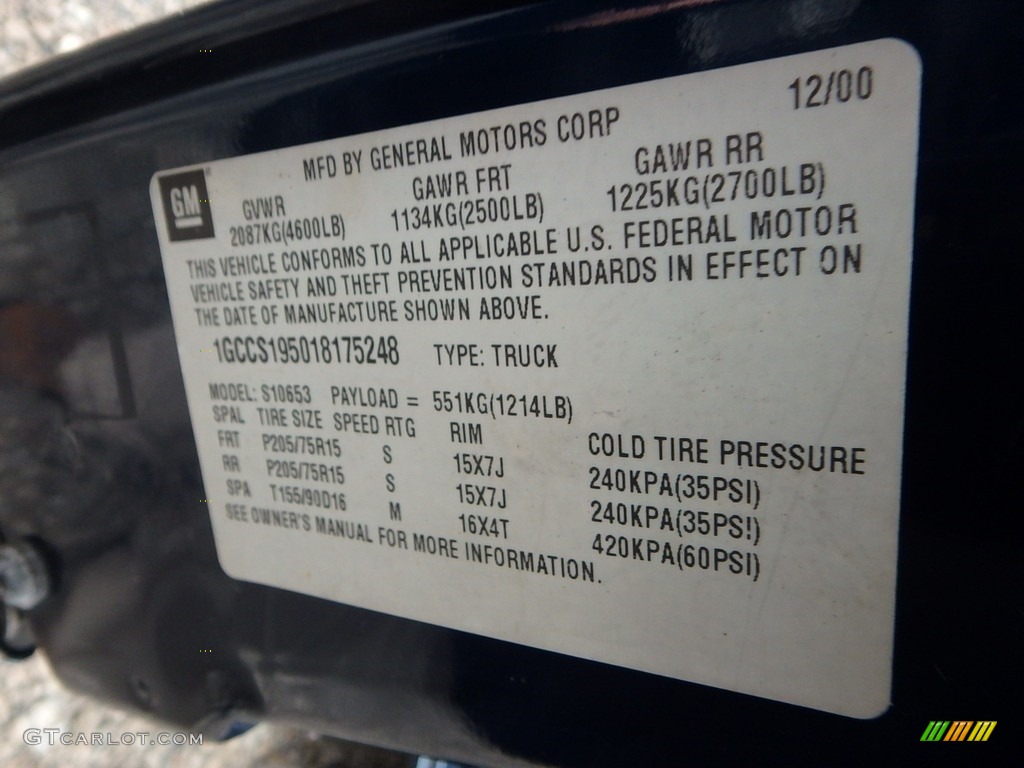 12/00
MFD BY GENERAL MOTORS CORP
GM
GVWR GAWR FRT GAWR RR
2087KG(4600LB) 1134KG(2500LB) 1225KG(2700LB)
THIS VEHICLE CONFORMS TO ALL APPLICABLE U.S. FEDERAL MOTOR
VEHICLE SAFETY AND THEFT PREVENTION STANDARDS IN EFFECT ON
THE DATE OF MANUFACTURE SHOWN ABOVE.
1GCCS195018175248 TYPE: TRUCK
MODEL: S10653 PAYLOAD = 551KG(1214LB)
SPAL TIRE SIZE SPEED RTG RIM COLD TIRE PRESSURE
FRT P205/75R15 S 15X7J 240KPA(35PSI)
RR P205/75R15 S 15X7J 240KPA(35PSI)
SPA T155/90D16 M 16X4T 420KPA(60PSI)
SEE OWNER'S MANUAL FOR MORE INFORMATION.
GTCARLOT.COM